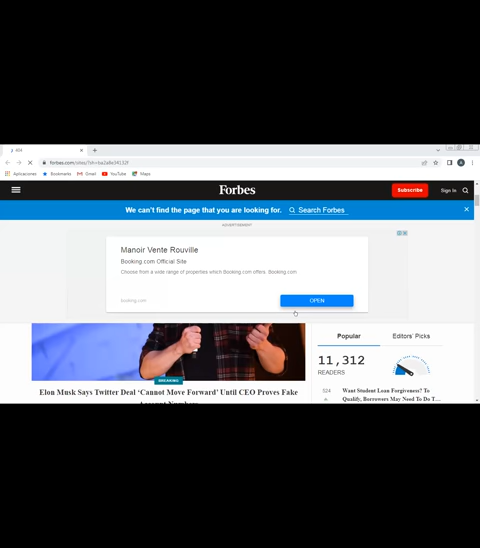 404
forbes.com/sites/?sh=ba2a8e34132f
Aplicaciones Bookmarks Gmail YouTube Maps
Forbes
Subscribe
Sign In
We can't find the page that you are looking for. Search Forbes
ADVERTISEMENT
Manoir Vente Rouville
Booking.com Official Site
Choose from a wide range of properties which Booking.com offers. Booking.com
booking.com
OPEN
BREAKING
Elon Musk Says Twitter Deal 'Cannot Move Forward' Until CEO Proves Fake
Account Numbers
Popular Editors' Picks
11,312
READERS
524 Want Student Loan Forgiveness? To
Qualify, Borrowers May Need To Do T...